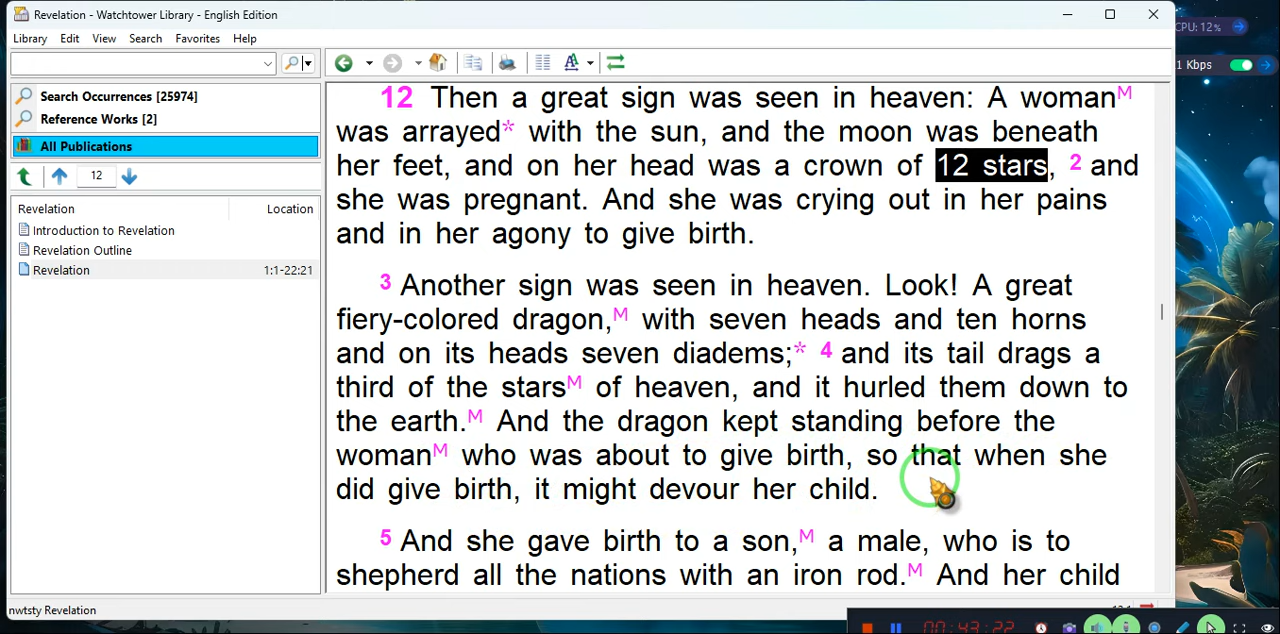 Revelation - Watchtower Library - English Edition
CPU: 12%
Library Edit View Search Favorites Help
1 Kbps
Search Occurrences [25974]
Reference Works [2]
All Publications
12
Revelation Location
Introduction to Revelation
Revelation Outline
Revelation 1:1-22:21
12 Then a great sign was seen in heaven: A womanM
was arrayed* with the sun, and the moon was beneath
her feet, and on her head was a crown of 12 stars, 2 and
she was pregnant. And she was crying out in her pains
and in her agony to give birth.
3 Another sign was seen in heaven. Look! A great
fiery-colored dragon,M with seven heads and ten horns
and on its heads seven diadems;* 4 and its tail drags a
third of the starsM of heaven, and it hurled them down to
the earth.M And the dragon kept standing before the
womanM who was about to give birth, so that when she
did give birth, it might devour her child.
5 And she gave birth to a son,M a male, who is to
shepherd all the nations with an iron rod.M And her child
nwtsty Revelation
00:43:22